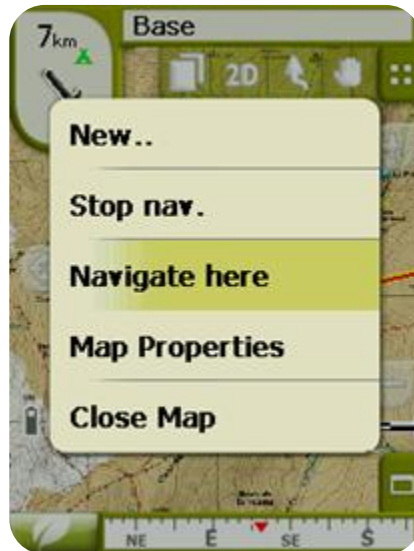 7km
Base
2D
New..
Stop nav.
Navigate here
Map Properties
Close Map
NE E SE S